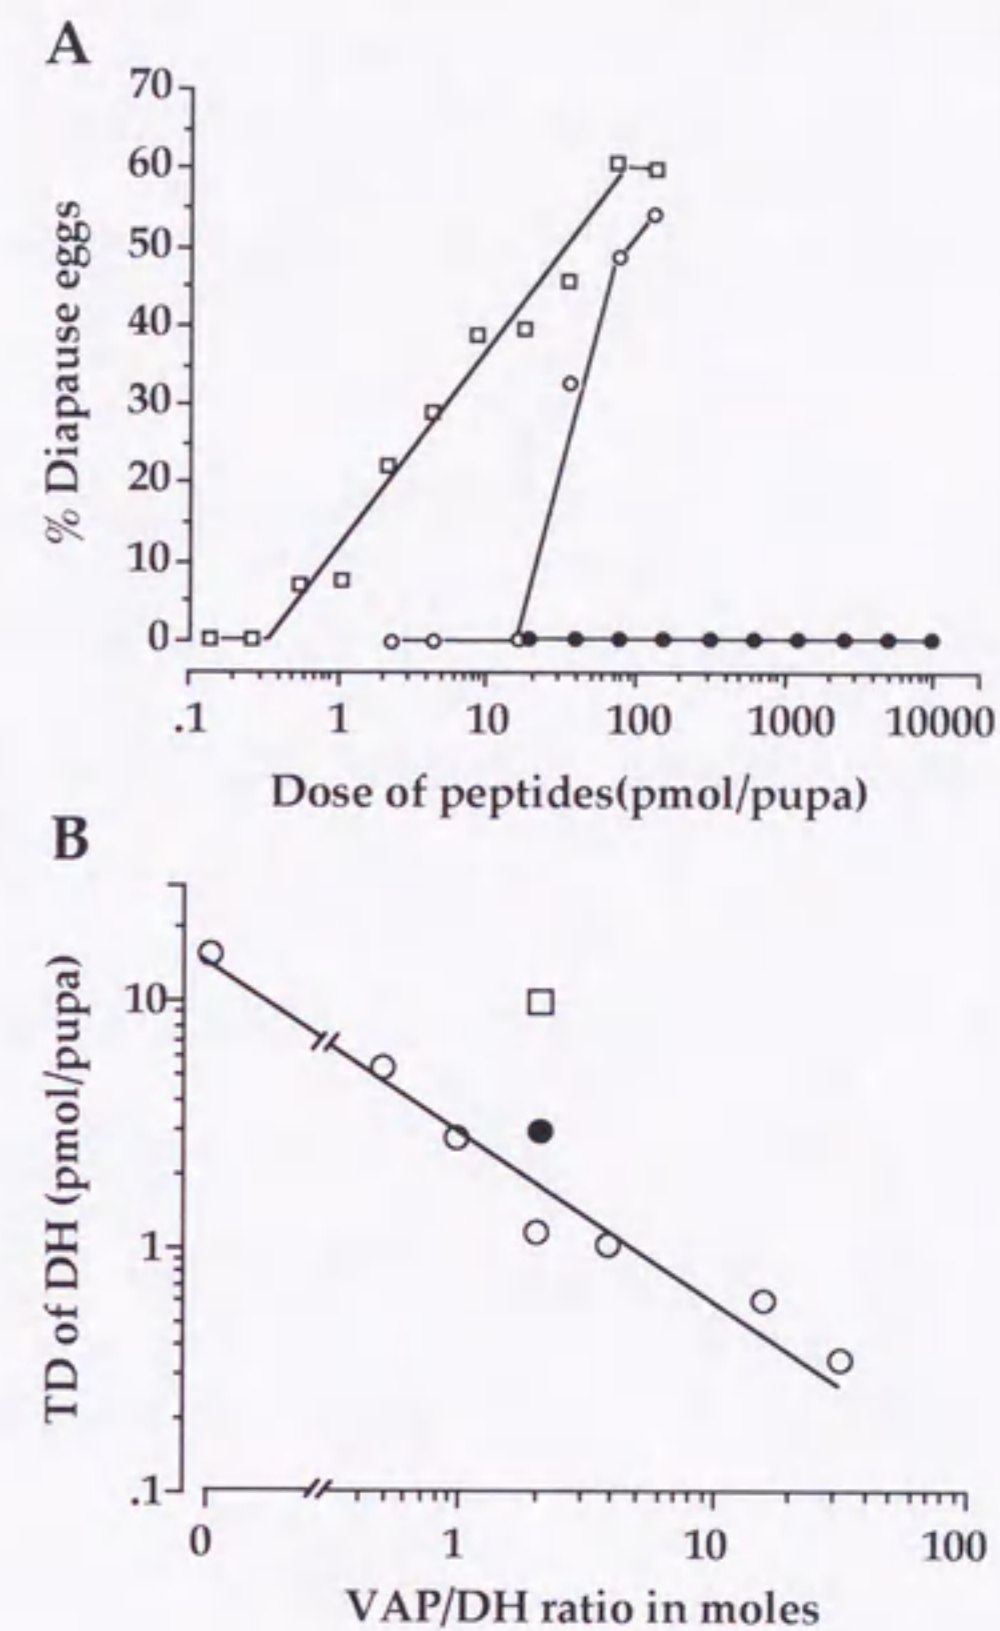 A
70
60
50
40
30
20
10
0
% Diapause eggs
.1 1 10 100 1000 10000
Dose of peptides(pmol/pupa)
B
10
1
.1
TD of DH (pmol/pupa)
0 1 10 100
VAP/DH ratio in moles